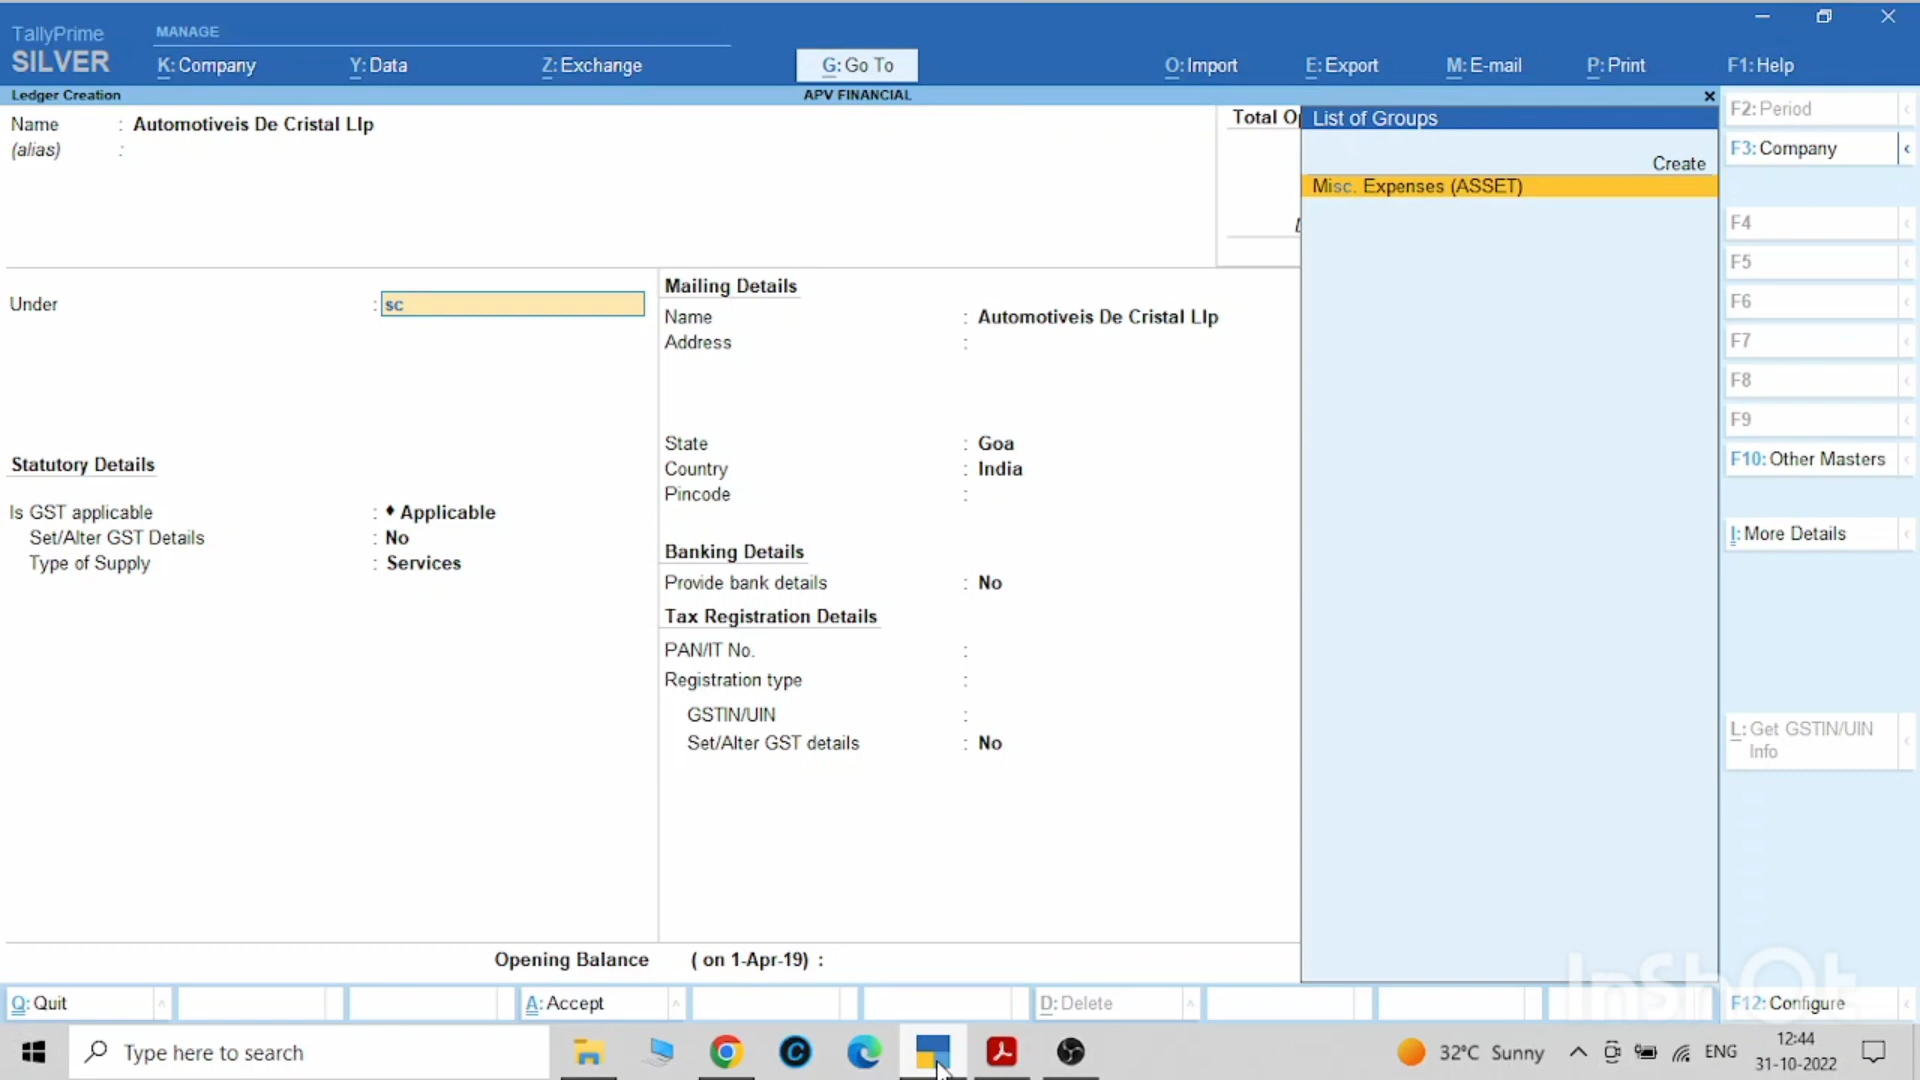 TallyPrime
SILVER
MANAGE
K: Company
Y: Data
Z: Exchange
G: Go To
O: Import
E: Export
M: E-mail
P: Print
F1: Help
Ledger Creation
APV FINANCIAL
Name : Automotiveis De Cristal Llp
(alias) :
Total Op
Under : sc
Mailing Details
Name : Automotiveis De Cristal Llp
Address :
State : Goa
Country : India
Pincode :
Statutory Details
Is GST applicable : ♦ Applicable
Set/Alter GST Details : No
Type of Supply : Services
Banking Details
Provide bank details : No
Tax Registration Details
PAN/IT No. :
Registration type :
GSTIN/UIN :
Set/Alter GST details : No
Opening Balance ( on 1-Apr-19) :
List of Groups
Create
Misc. Expenses (ASSET)
F2: Period
F3: Company
F4
F5
F6
F7
F8
F9
F10: Other Masters
I: More Details
L: Get GSTIN/UIN
Info
F12: Configure
Q: Quit
A: Accept
D: Delete
InShOt
Type here to search
32°C Sunny
ENG
12:44
31-10-2022